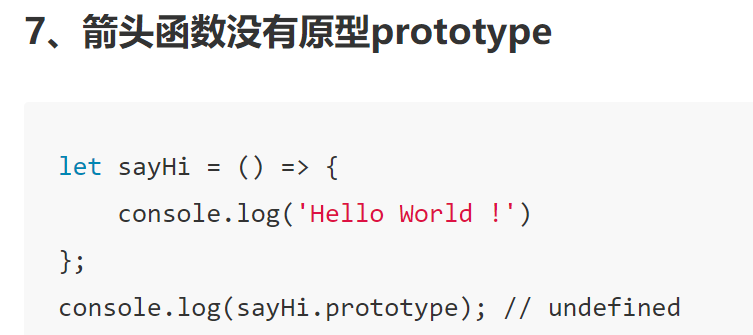 7、箭头函数没有原型prototype
let sayHi = () => {
    console.log('Hello World !')
};
console.log(sayHi.prototype); // undefined